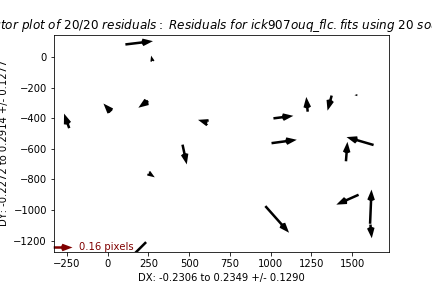 tor plot of 20/20 residuals: Residuals for ick907ouq_flc.fits using 20 sou
DY: -0.2272 to 0.2914 +/- 0.1277
0
−200
−400
−600
−800
−1000
−1200
0.16 pixels
−250 0 250 500 750 1000 1250 1500
DX: -0.2306 to 0.2349 +/- 0.1290